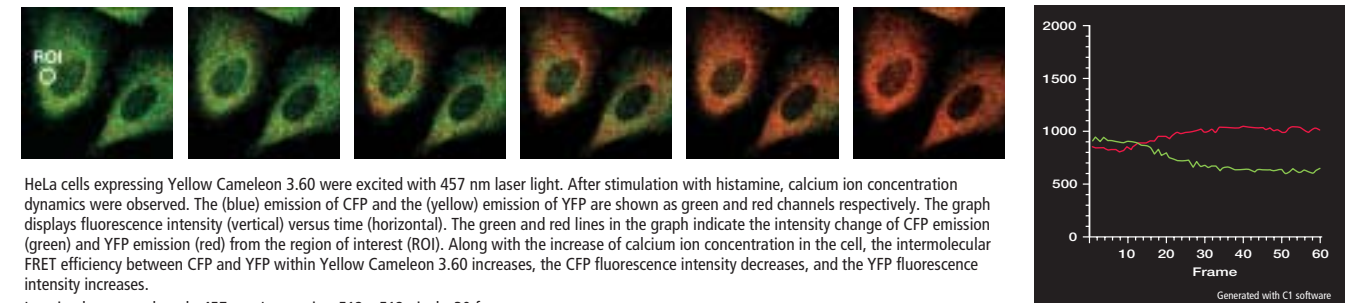 ROI
HeLa cells expressing Yellow Cameleon 3.60 were excited with 457 nm laser light. After stimulation with histamine, calcium ion concentration
dynamics were observed. The (blue) emission of CFP and the (yellow) emission of YFP are shown as green and red channels respectively. The graph
displays fluorescence intensity (vertical) versus time (horizontal). The green and red lines in the graph indicate the intensity change of CFP emission
(green) and YFP emission (red) from the region of interest (ROI). Along with the increase of calcium ion concentration in the cell, the intermolecular
FRET efficiency between CFP and YFP within Yellow Cameleon 3.60 increases, the CFP fluorescence intensity decreases, and the YFP fluorescence
intensity increases.
2000
1500
1000
500
0
10 20 30 40 50 60
Frame
Generated with C1 software